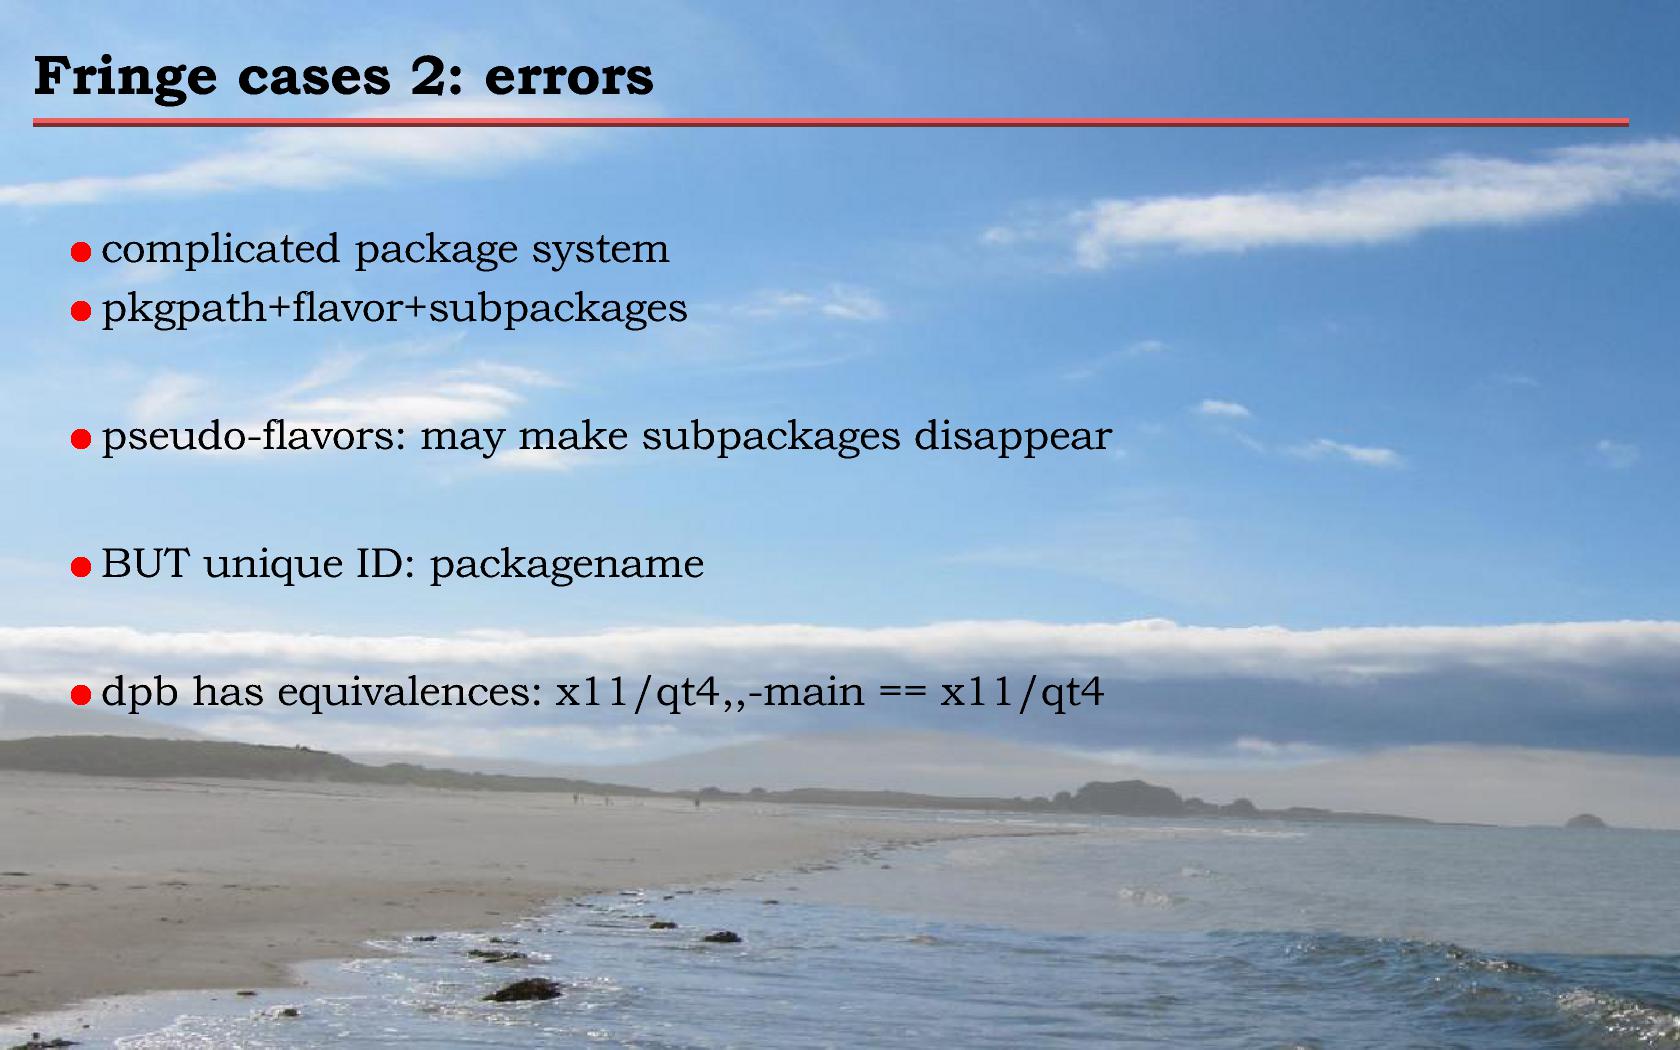 Fringe cases 2: errors
complicated package system
pkgpath+flavor+subpackages
pseudo-flavors: may make subpackages disappear
BUT unique ID: packagename
dpb has equivalences: x11/qt4,,-main == x11/qt4